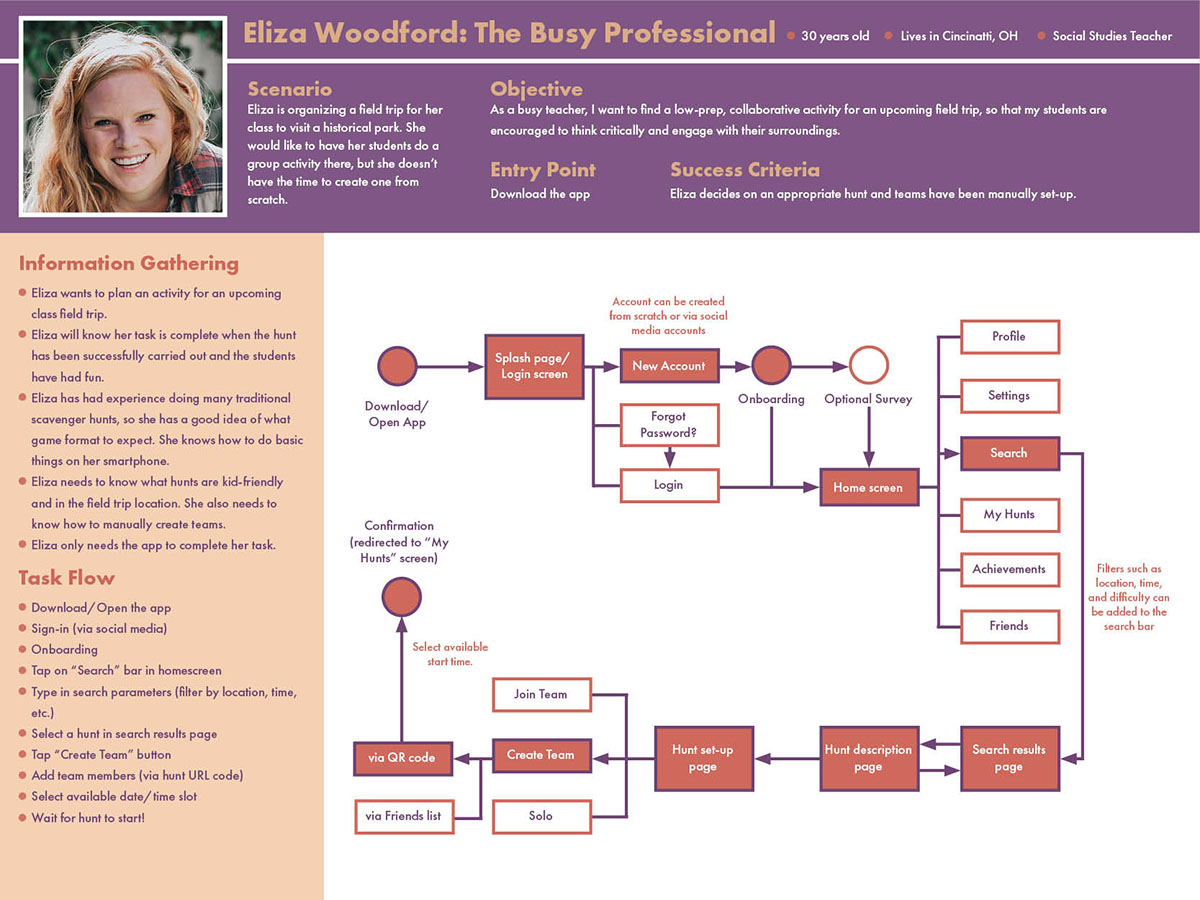 Eliza Woodford: The Busy Professional
30 years old
Lives in Cincinatti, OH
Social Studies Teacher
Scenario
Eliza is organizing a field trip for her
class to visit a historical park. She
would like to have her students do a
group activity there, but she doesn't
have the time to create one from
scratch.
Objective
As a busy teacher, I want to find a low-prep, collaborative activity for an upcoming field trip, so that my students are
encouraged to think critically and engage with their surroundings.
Entry Point
Download the app
Success Criteria
Eliza decides on an appropriate hunt and teams have been manually set-up.
Information Gathering
Eliza wants to plan an activity for an upcoming
class field trip.
Eliza will know her task is complete when the hunt
has been successfully carried out and the students
have had fun.
Eliza has had experience doing many traditional
scavenger hunts, so she has a good idea of what
game format to expect. She knows how to do basic
things on her smartphone.
Eliza needs to know what hunts are kid-friendly
and in the field trip location. She also needs to
know how to manually create teams.
Eliza only needs the app to complete her task.
Task Flow
Download/Open the app
Sign-in (via social media)
Onboarding
Tap on "Search" bar in homescreen
Type in search parameters (filter by location, time,
etc.)
Select a hunt in search results page
Tap "Create Team" button
Add team members (via hunt URL code)
Select available date/time slot
Wait for hunt to start!
Download/
Open App
Splash page/
Login screen
Account can be created
from scratch or via social
media accounts
New Account
Forgot
Password?
Login
Onboarding
Optional Survey
Home screen
Profile
Settings
Search
My Hunts
Achievements
Friends
Filters such as
location, time,
and difficulty can
be added to the
search bar
Search results
page
Hunt description
page
Hunt set-up
page
Join Team
Create Team
Solo
via QR code
via Friends list
Select available
start time.
Confirmation
(redirected to "My
Hunts" screen)